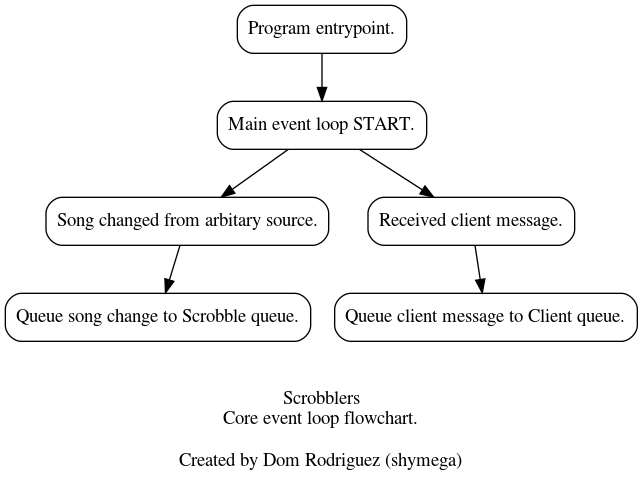 Program entrypoint.
Main event loop START.
Song changed from arbitary source.
Received client message.
Queue song change to Scrobble queue.
Queue client message to Client queue.
Scrobblers
Core event loop flowchart.
Created by Dom Rodriguez (shymega)